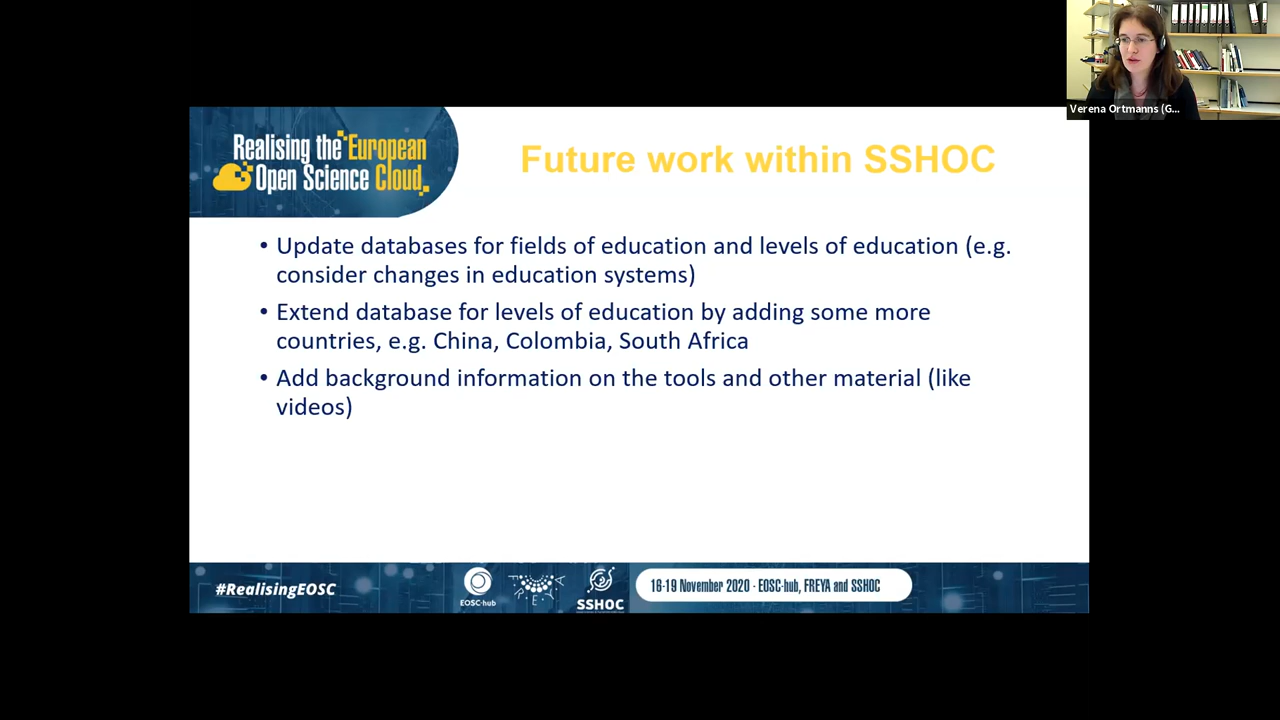 Verena Ortmanns (G...
Realising the European
Open Science Cloud
Future work within SSHOC
• Update databases for fields of education and levels of education (e.g.
consider changes in education systems)
• Extend database for levels of education by adding some more
countries, e.g. China, Colombia, South Africa
• Add background information on the tools and other material (like
videos)
#RealisingEOSC
EOSC-hub
FREYA
SSHOC
16-19 November 2020 - EOSC-hub, FREYA and SSHOC